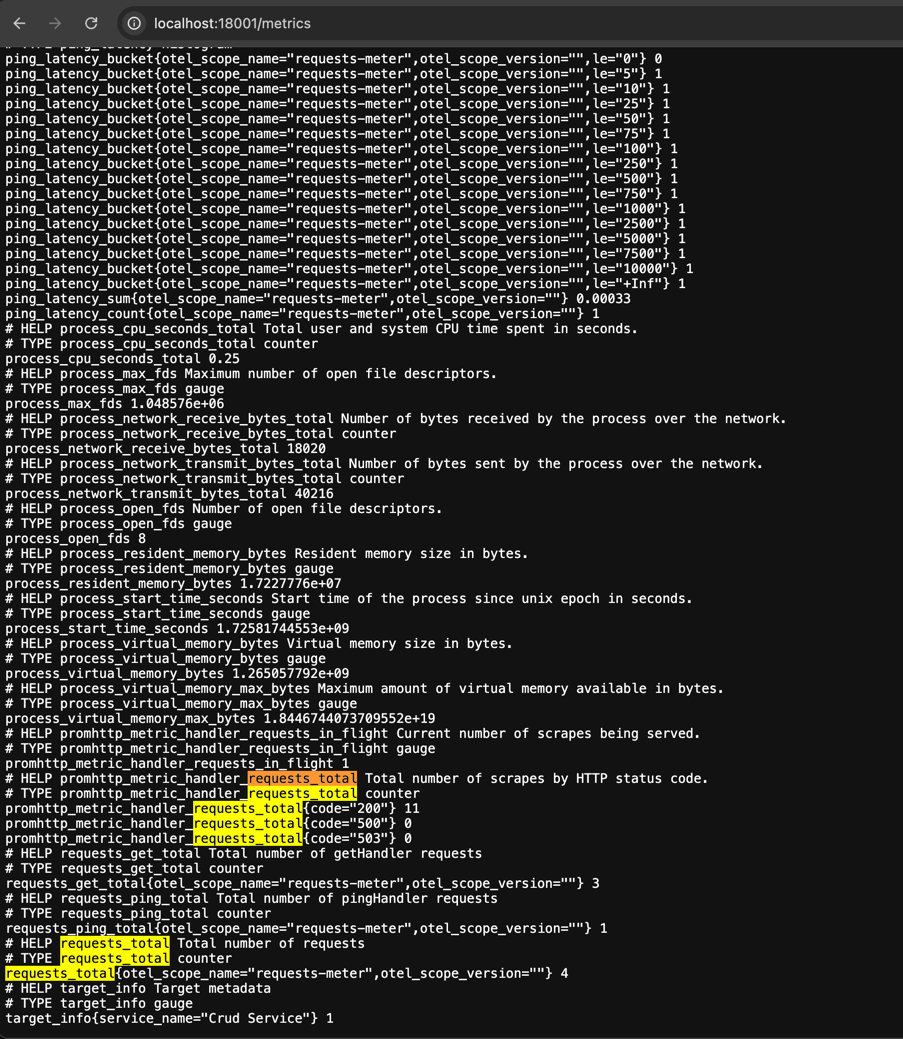 localhost:18001/metrics
# TYPE ping_latency histogram
ping_latency_bucket{otel_scope_name="requests-meter",otel_scope_version="",le="0"} 0
ping_latency_bucket{otel_scope_name="requests-meter",otel_scope_version="",le="5"} 1
ping_latency_bucket{otel_scope_name="requests-meter",otel_scope_version="",le="10"} 1
ping_latency_bucket{otel_scope_name="requests-meter",otel_scope_version="",le="25"} 1
ping_latency_bucket{otel_scope_name="requests-meter",otel_scope_version="",le="50"} 1
ping_latency_bucket{otel_scope_name="requests-meter",otel_scope_version="",le="75"} 1
ping_latency_bucket{otel_scope_name="requests-meter",otel_scope_version="",le="100"} 1
ping_latency_bucket{otel_scope_name="requests-meter",otel_scope_version="",le="250"} 1
ping_latency_bucket{otel_scope_name="requests-meter",otel_scope_version="",le="500"} 1
ping_latency_bucket{otel_scope_name="requests-meter",otel_scope_version="",le="750"} 1
ping_latency_bucket{otel_scope_name="requests-meter",otel_scope_version="",le="1000"} 1
ping_latency_bucket{otel_scope_name="requests-meter",otel_scope_version="",le="2500"} 1
ping_latency_bucket{otel_scope_name="requests-meter",otel_scope_version="",le="5000"} 1
ping_latency_bucket{otel_scope_name="requests-meter",otel_scope_version="",le="7500"} 1
ping_latency_bucket{otel_scope_name="requests-meter",otel_scope_version="",le="10000"} 1
ping_latency_bucket{otel_scope_name="requests-meter",otel_scope_version="",le="+Inf"} 1
ping_latency_sum{otel_scope_name="requests-meter",otel_scope_version=""} 0.00033
ping_latency_count{otel_scope_name="requests-meter",otel_scope_version=""} 1
# HELP process_cpu_seconds_total Total user and system CPU time spent in seconds.
# TYPE process_cpu_seconds_total counter
process_cpu_seconds_total 0.25
# HELP process_max_fds Maximum number of open file descriptors.
# TYPE process_max_fds gauge
process_max_fds 1.048576e+06
# HELP process_network_receive_bytes_total Number of bytes received by the process over the network.
# TYPE process_network_receive_bytes_total counter
process_network_receive_bytes_total 18020
# HELP process_network_transmit_bytes_total Number of bytes sent by the process over the network.
# TYPE process_network_transmit_bytes_total counter
process_network_transmit_bytes_total 40216
# HELP process_open_fds Number of open file descriptors.
# TYPE process_open_fds gauge
process_open_fds 8
# HELP process_resident_memory_bytes Resident memory size in bytes.
# TYPE process_resident_memory_bytes gauge
process_resident_memory_bytes 1.7227776e+07
# HELP process_start_time_seconds Start time of the process since unix epoch in seconds.
# TYPE process_start_time_seconds gauge
process_start_time_seconds 1.72581744553e+09
# HELP process_virtual_memory_bytes Virtual memory size in bytes.
# TYPE process_virtual_memory_bytes gauge
process_virtual_memory_bytes 1.265057792e+09
# HELP process_virtual_memory_max_bytes Maximum amount of virtual memory available in bytes.
# TYPE process_virtual_memory_max_bytes gauge
process_virtual_memory_max_bytes 1.8446744073709552e+19
# HELP promhttp_metric_handler_requests_in_flight Current number of scrapes being served.
# TYPE promhttp_metric_handler_requests_in_flight gauge
promhttp_metric_handler_requests_in_flight 1
# HELP promhttp_metric_handler_requests_total Total number of scrapes by HTTP status code.
# TYPE promhttp_metric_handler_requests_total counter
promhttp_metric_handler_requests_total{code="200"} 11
promhttp_metric_handler_requests_total{code="500"} 0
promhttp_metric_handler_requests_total{code="503"} 0
# HELP requests_get_total Total number of getHandler requests
# TYPE requests_get_total counter
requests_get_total{otel_scope_name="requests-meter",otel_scope_version=""} 3
# HELP requests_ping_total Total number of pingHandler requests
# TYPE requests_ping_total counter
requests_ping_total{otel_scope_name="requests-meter",otel_scope_version=""} 1
# HELP requests_total Total number of requests
# TYPE requests_total counter
requests_total{otel_scope_name="requests-meter",otel_scope_version=""} 4
# HELP target_info Target metadata
# TYPE target_info gauge
target_info{service_name="Crud Service"} 1